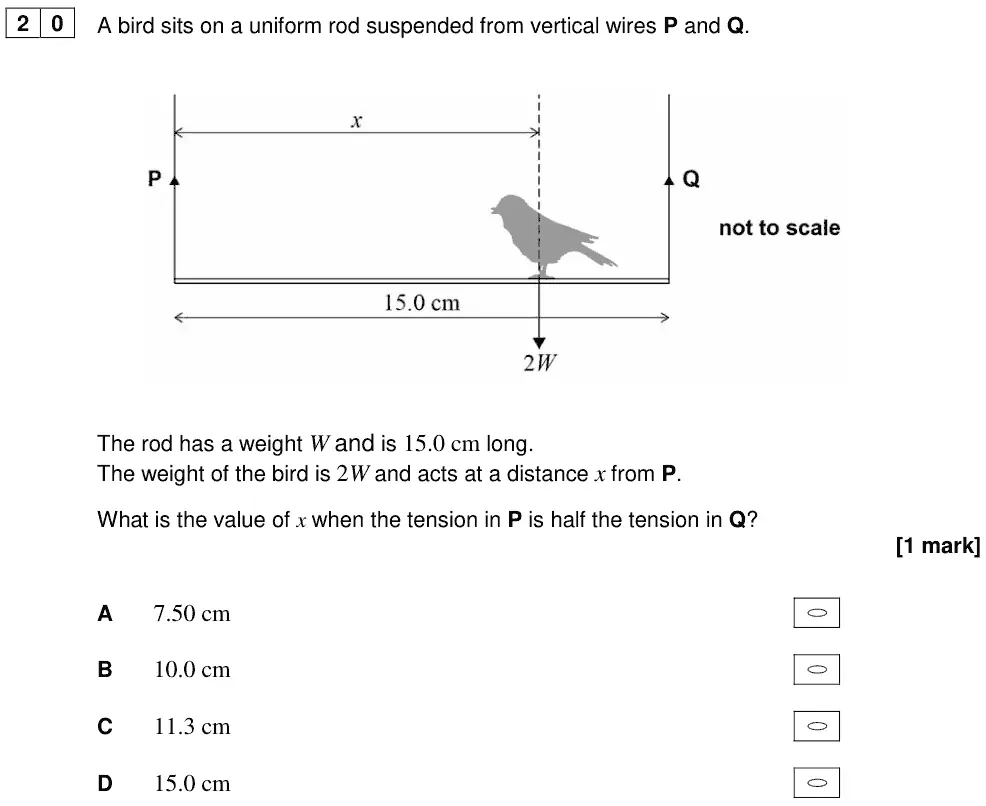 2 0 A bird sits on a uniform rod suspended from vertical wires P and Q.
x
P
Q
not to scale
15.0 cm
2W
The rod has a weight W and is 15.0 cm long.
The weight of the bird is 2W and acts at a distance x from P.
What is the value of x when the tension in P is half the tension in Q?
[1 mark]
A 7.50 cm
B 10.0 cm
C 11.3 cm
D 15.0 cm